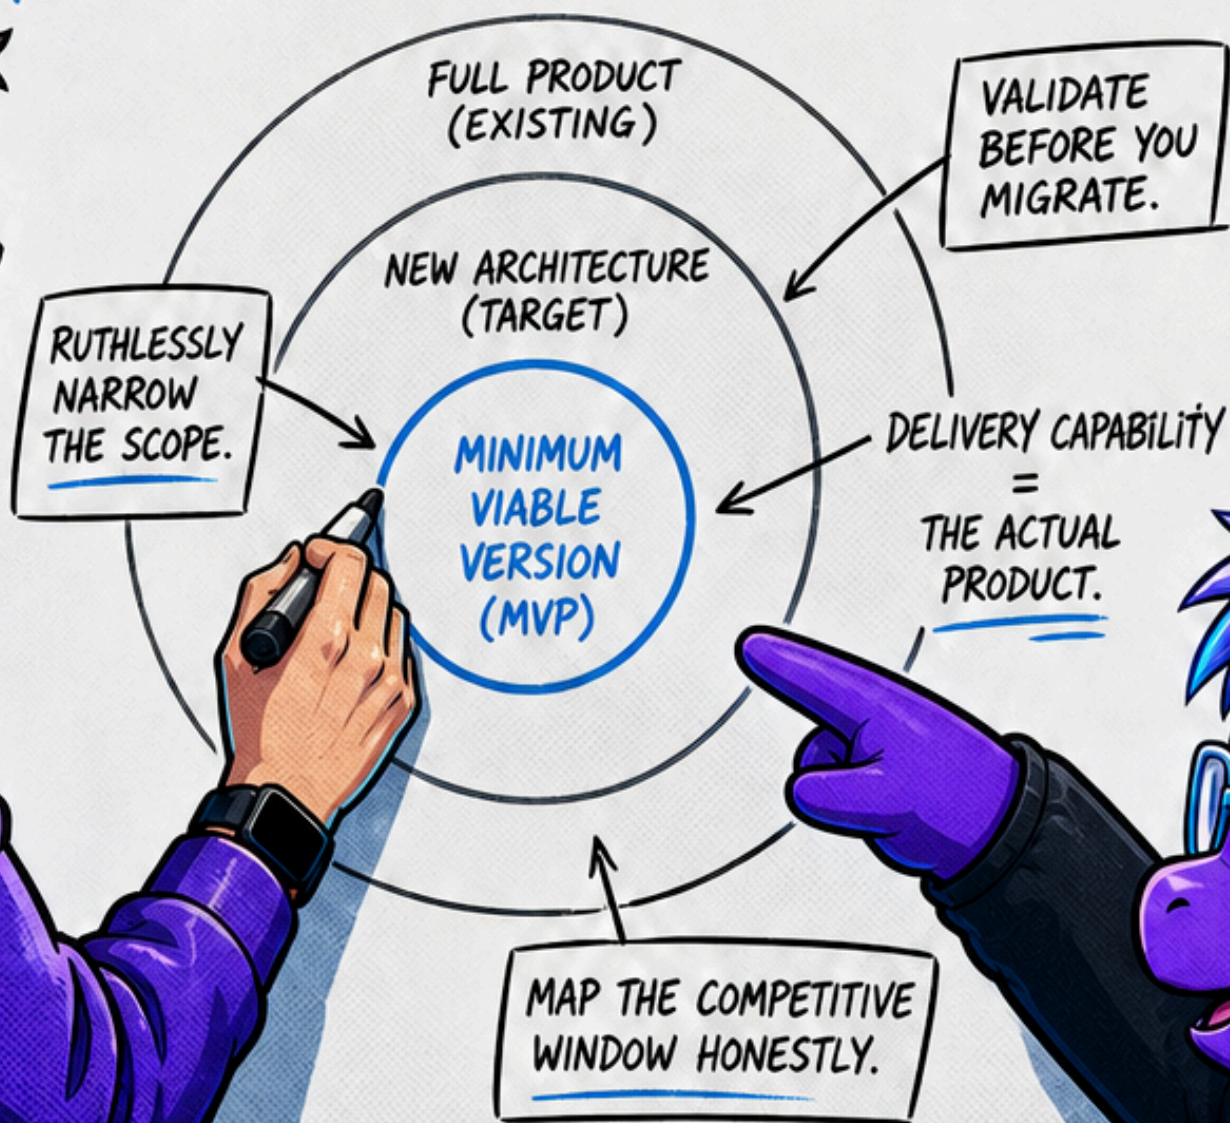 FULL PRODUCT
(EXISTING)
VALIDATE
BEFORE YOU
MIGRATE.
NEW ARCHITECTURE
(TARGET)
RUTHLESSLY
NARROW
THE SCOPE.
MINIMUM
VIABLE
VERSION
(MVP)
DELIVERY CAPABILITY
=
THE ACTUAL
PRODUCT.
MAP THE COMPETITIVE
WINDOW HONESTLY.